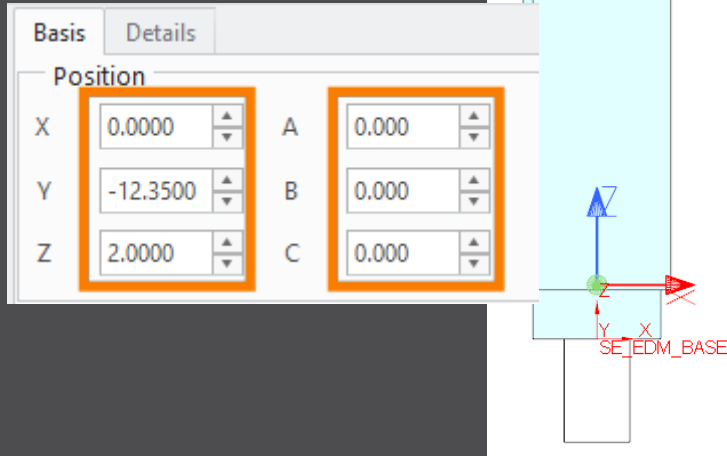 Basis Details
Position
X 0.0000 A 0.000
Y -12.3500 B 0.000
Z 2.0000 C 0.000
Z
X
Z
Y X
SE_EDM_BASE